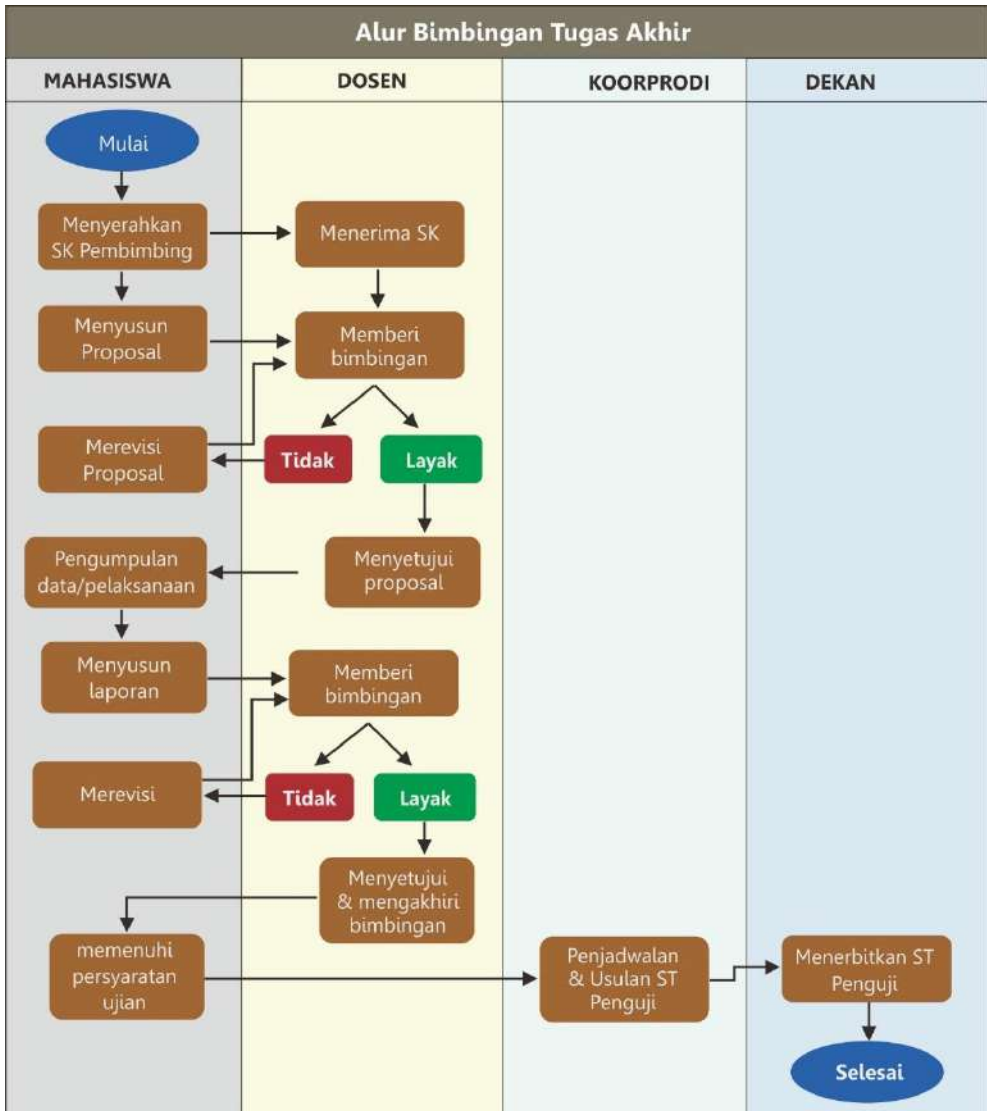 Alur Bimbingan Tugas Akhir
MAHASISWA
DOSEN
KOORPRODI
DEKAN
Mulai
Menyerahkan
SK Pembimbing
Menerima SK
Menyusun
Proposal
Memberi
bimbingan
Merevisi
Proposal
Tidak
Layak
Pengumpulan
data/pelaksanaan
Menyetujui
proposal
Menyusun
laporan
Memberi
bimbingan
Merevisi
Tidak
Layak
Menyetujui
& mengakhiri
bimbingan
memenuhi
persyaratan
ujian
Penjadwalan
& Usulan ST
Penguji
Menerbitkan ST
Penguji
Selesai